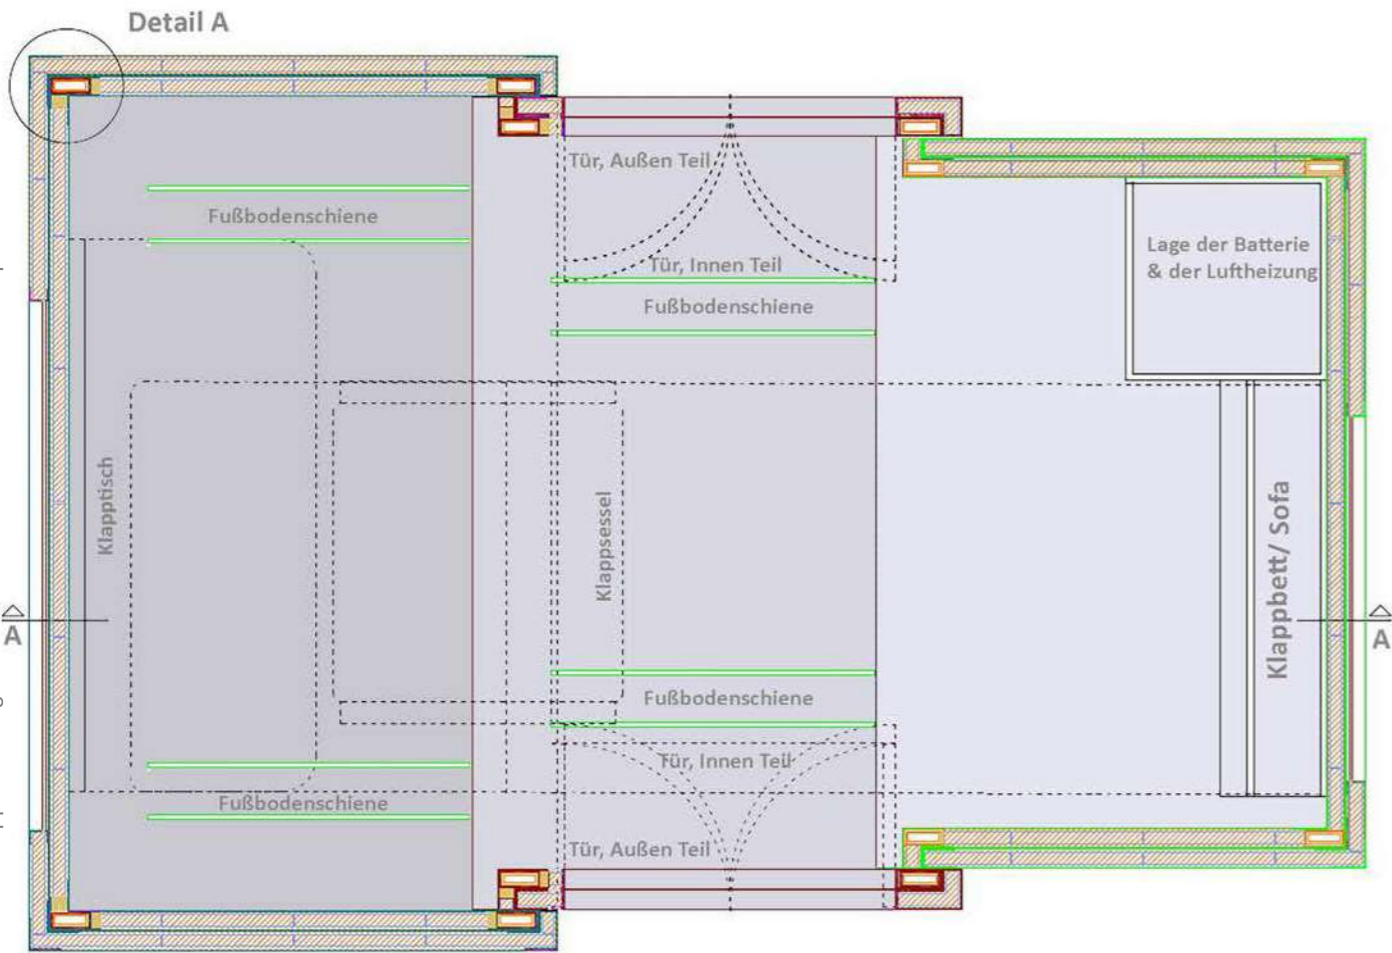 Detail A
Tür, Außen Teil
Fußbodenschiene
Lage der Batterie
& der Luftheizung
Tür, Innen Teil
Fußbodenschiene
Klapptisch
Klappsessel
Klappbett/ Sofa
A
A
Fußbodenschiene
Tür, Innen Teil
Fußbodenschiene
Tür, Außen Teil